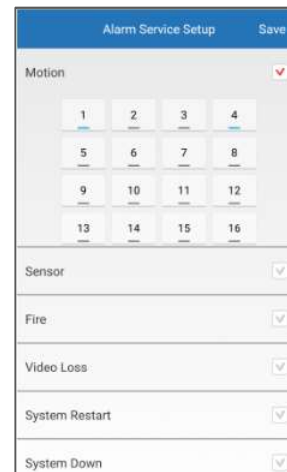 Alarm Service Setup Save
Motion
1 2 3 4
5 6 7 8
9 10 11 12
13 14 15 16
Sensor
Fire
Video Loss
System Restart
System Down